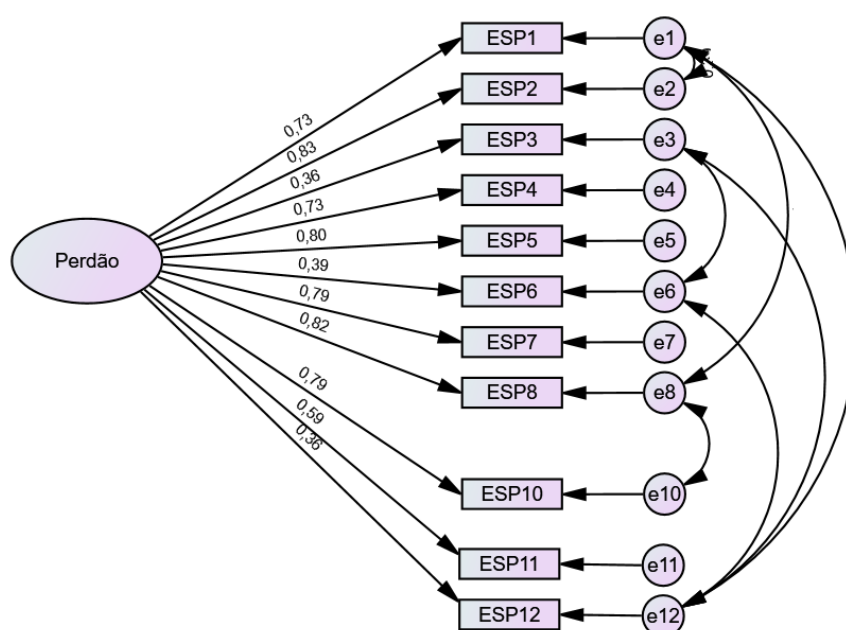 ESP1
e1
ESP2
e2
0,73
0,83
ESP3
e3
0,36
ESP4
e4
0,73
0,80
ESP5
e5
Perdão
0,39
ESP6
e6
0,79
0,82
ESP7
e7
ESP8
e8
0,79
0,59
0,36
ESP10
e10
ESP11
e11
ESP12
e12